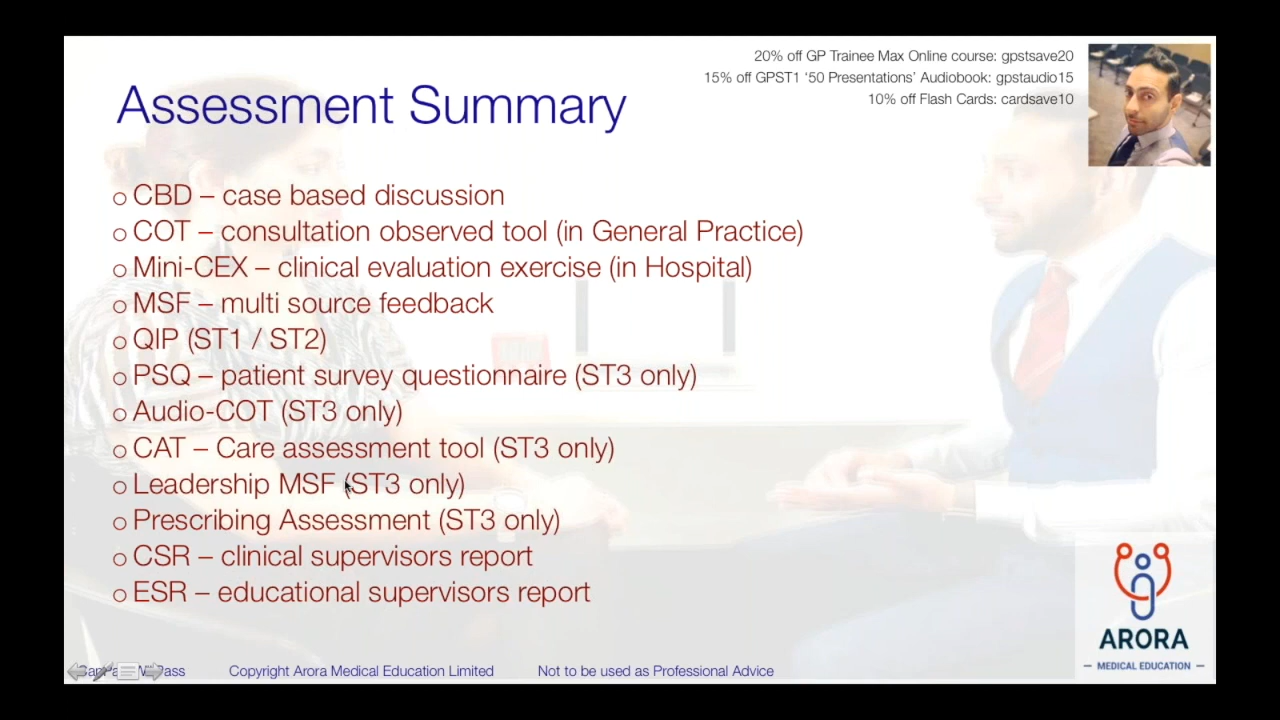 20% off GP Trainee Max Online course: gpstsave20
15% off GPST1 ‘50 Presentations’ Audiobook: gpstaudio15
10% off Flash Cards: cardsave10
Assessment Summary
o CBD – case based discussion
o COT – consultation observed tool (in General Practice)
o Mini-CEX – clinical evaluation exercise (in Hospital)
o MSF – multi source feedback
o QIP (ST1 / ST2)
o PSQ – patient survey questionnaire (ST3 only)
o Audio-COT (ST3 only)
o CAT – Care assessment tool (ST3 only)
o Leadership MSF (ST3 only)
o Prescribing Assessment (ST3 only)
o CSR – clinical supervisors report
o ESR – educational supervisors report
ARORA
– MEDICAL EDUCATION –
Copyright Arora Medical Education Limited
Not to be used as Professional Advice